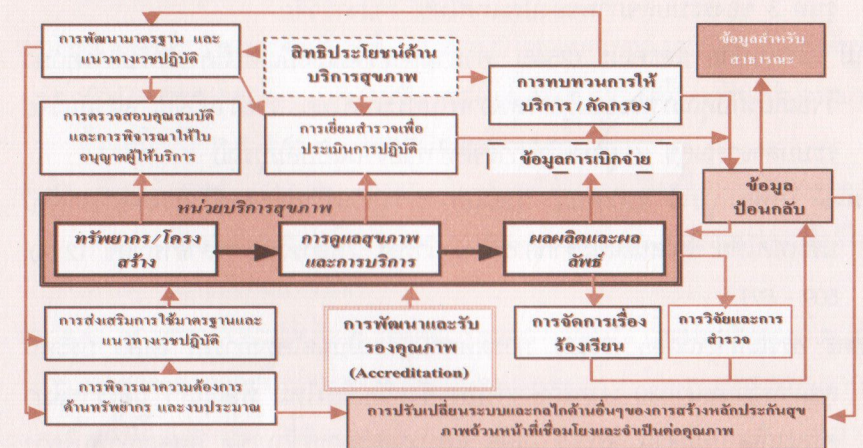 การพัฒนามาตรฐาน และ
แนวทางเวชปฏิบัติ
สิทธิประโยชน์ด้าน
บริการสุขภาพ
ข้อมูลสำหรับ
สาธารณะ
การทบทวนการให้
บริการ / คัดกรอง
การตรวจสอบคุณสมบัติ
และการพิจารณาให้ใบ
อนุญาตผู้ให้บริการ
การเยี่ยมสำรวจเพื่อ
ประเมินการปฏิบัติ
ข้อมูลการเบิกจ่าย
ข้อมูล
ป้อนกลับ
หน่วยบริการสุขภาพ
ทรัพยากร/โครง
สร้าง
การดูแลสุขภาพ
และการบริการ
ผลผลิตและผล
ลัพธ์
การส่งเสริมการใช้มาตรฐานและ
แนวทางเวชปฏิบัติ
การพัฒนาและรับ
รองคุณภาพ
(Accreditation)
การจัดการเรื่อง
ร้องเรียน
การวิจัยและการ
สำรวจ
การพิจารณาความต้องการ
ด้านทรัพยากร และงบประมาณ
การปรับเปลี่ยนระบบและกลไกด้านอื่นๆของการสร้างหลักประกันสุข
ภาพถ้วนหน้าที่เชื่อมโยงและจำเป็นต่อคุณภาพ